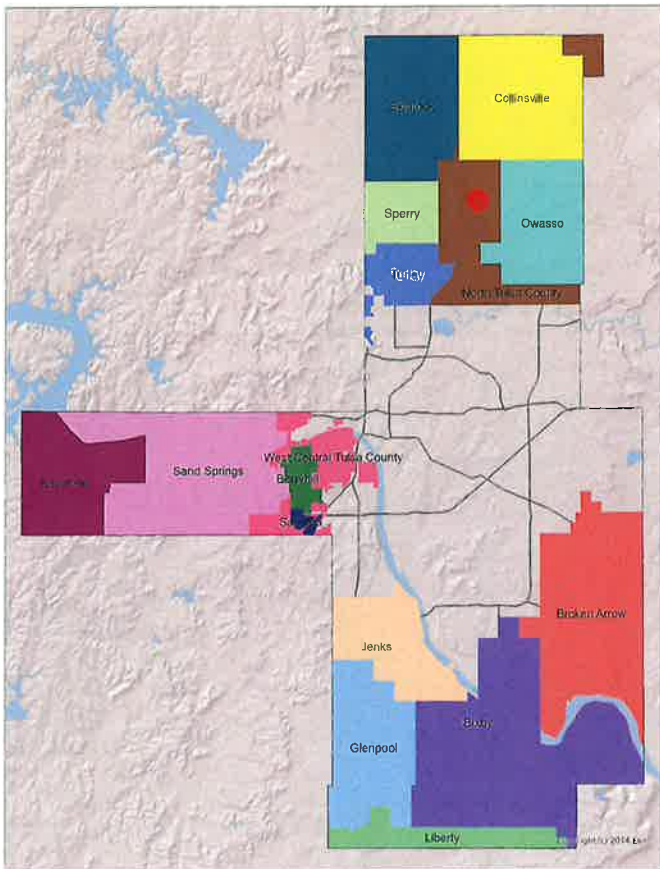 Collinsville
Sperry
Owasso
Turley
North Tulsa County
West Central Tulsa County
Sand Springs
Berryhill
Broken Arrow
Jenks
Bixby
Glenpool
Liberty